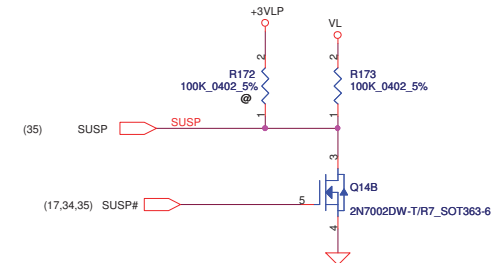 +3VLP
VL
2
2
R172
100K_0402_5%
@
R173
100K_0402_5%
1
1
(35)
SUSP
SUSP
3
Q14B
(17,34,35)
SUSP#
5
2N7002DW-T/R7_SOT363-6
4